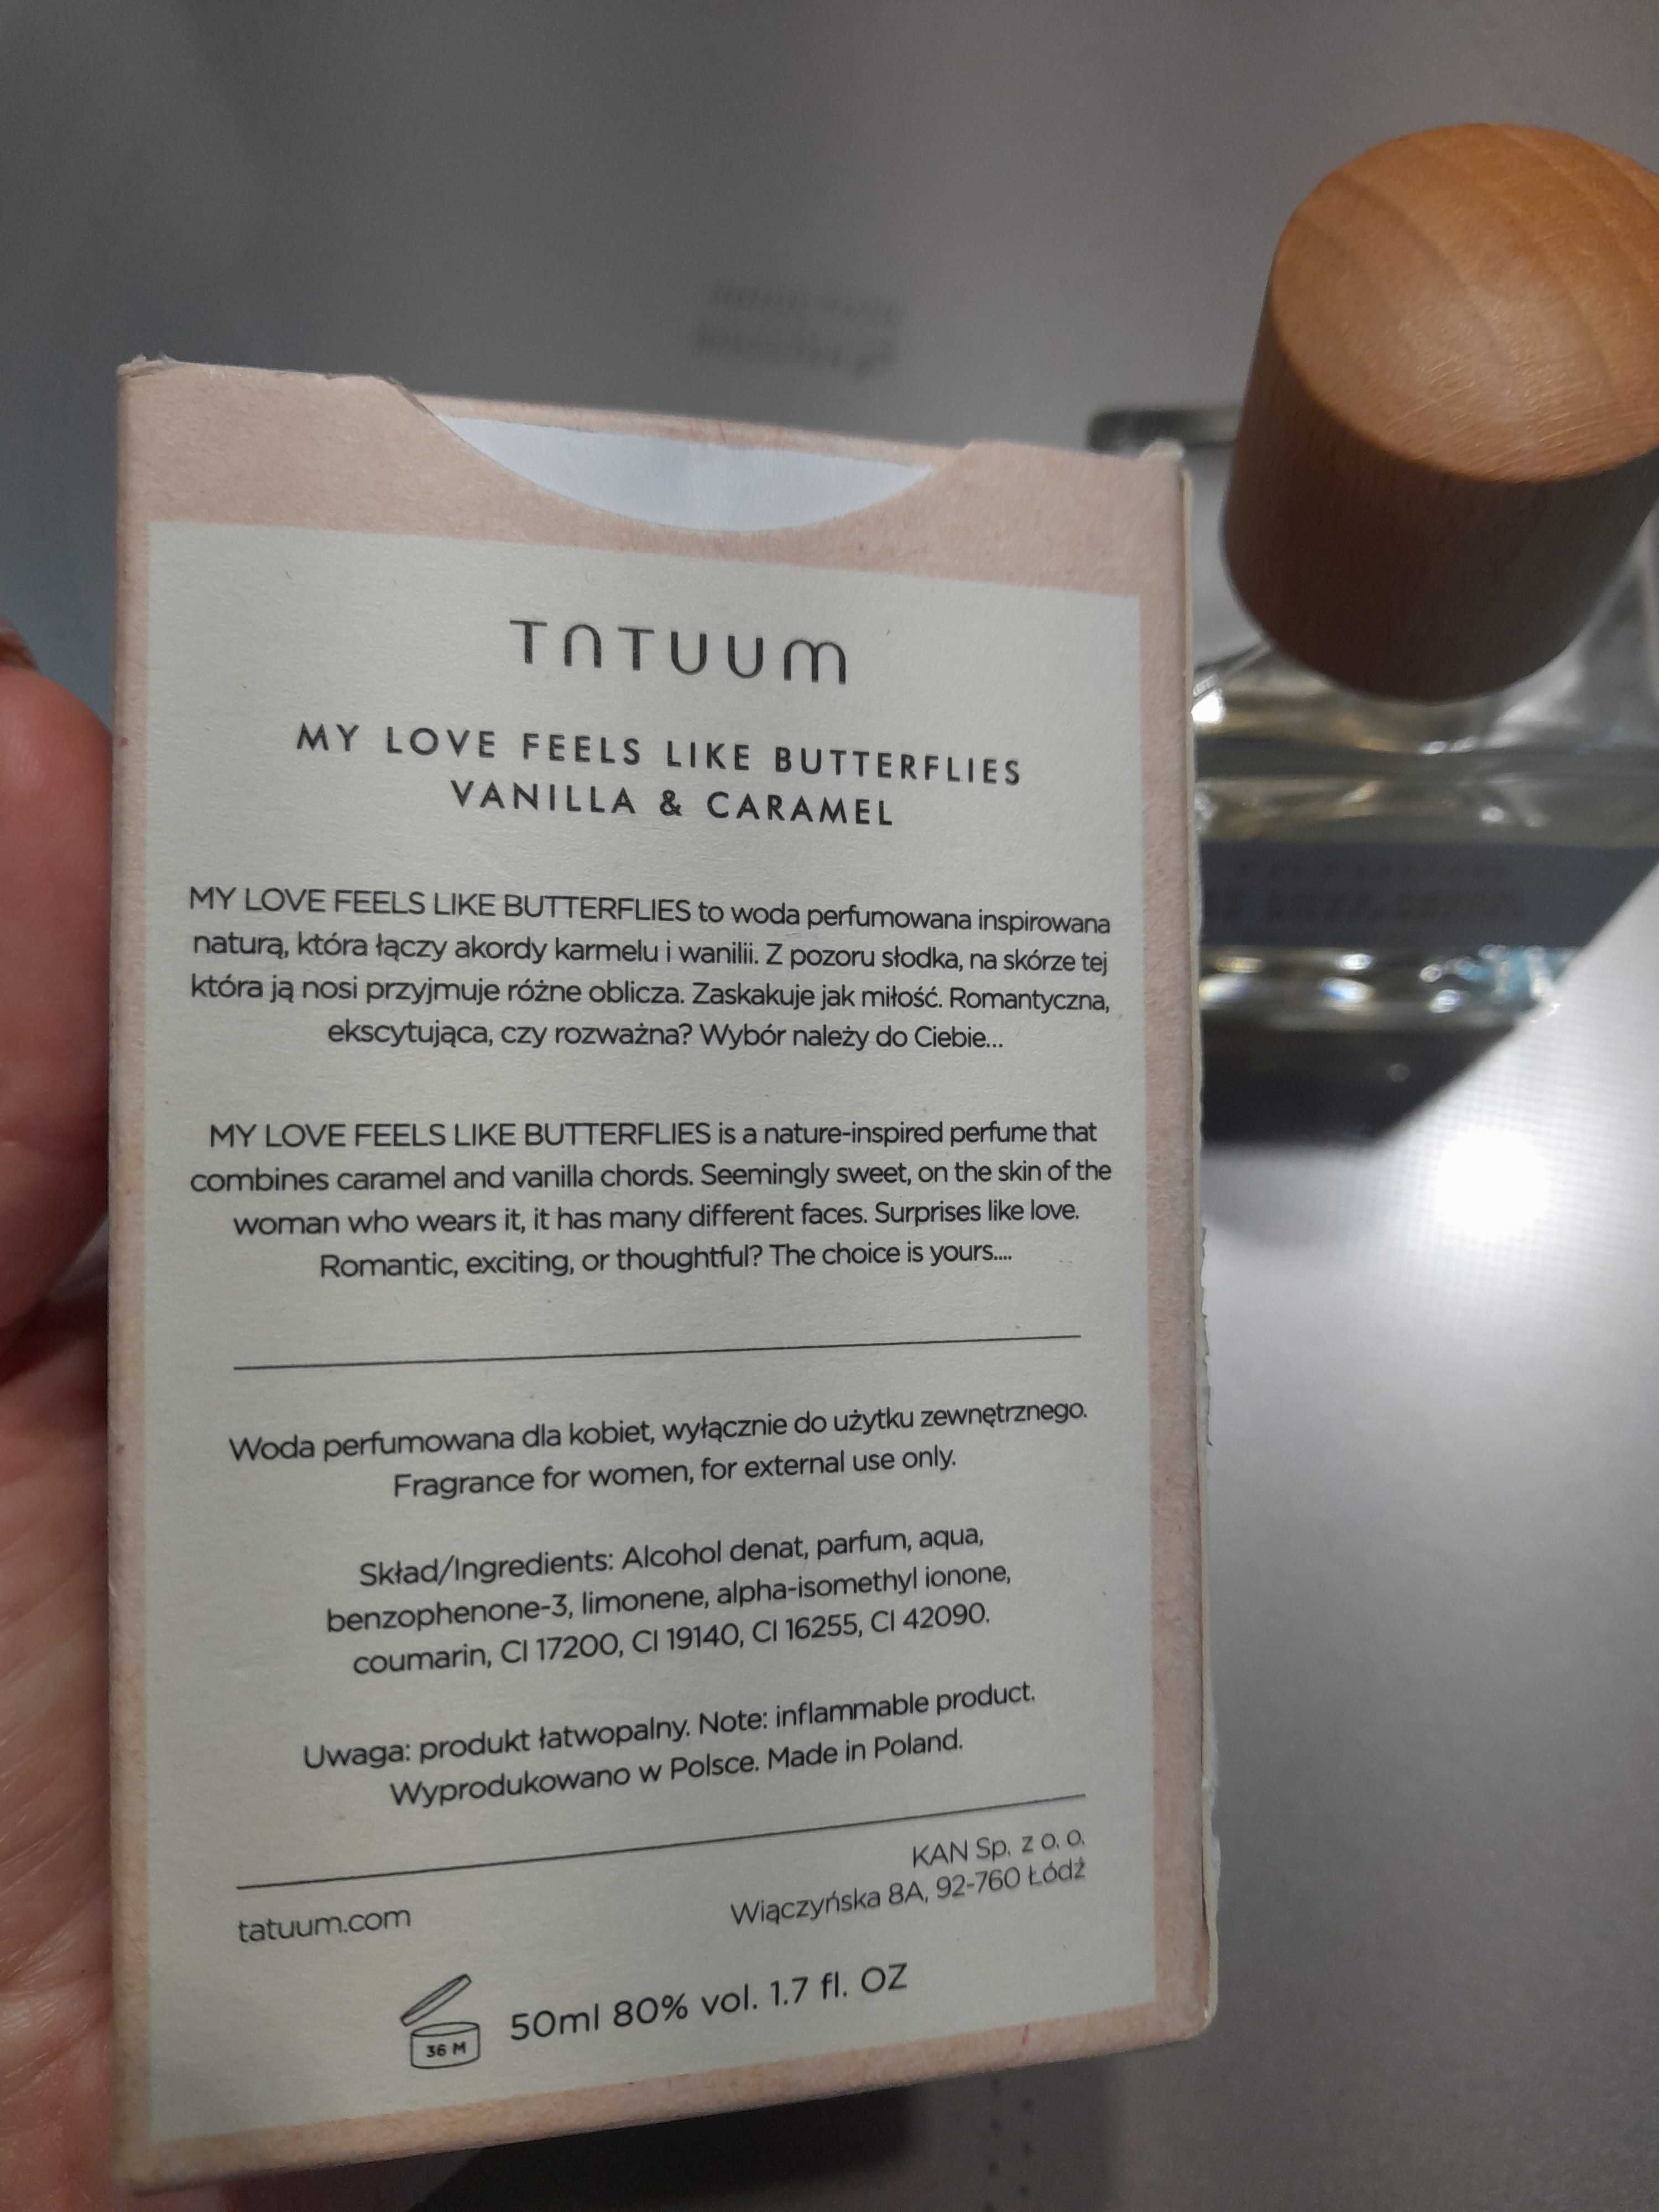 TATUUM
MY LOVE FEELS LIKE BUTTERFLIES
VANILLA & CARAMEL
MY LOVE FEELS LIKE BUTTERFLIES to woda perfumowana inspirowana
naturą, która łączy akordy karmelu i wanilii. Z pozoru słodka, na skórze tej
która ją nosi przyjmuje różne oblicza. Zaskakuje jak miłość. Romantyczna,
ekscytująca, czy rozważna? Wybór należy do Ciebie...
MY LOVE FEELS LIKE BUTTERFLIES is a nature-inspired perfume that
combines caramel and vanilla chords. Seemingly sweet, on the skin of the
woman who wears it, it has many different faces. Surprises like love.
Romantic, exciting, or thoughtful? The choice is yours....
Woda perfumowana dla kobiet, wyłącznie do użytku zewnętrznego.
Fragrance for women, for external use only.
Skład/Ingredients: Alcohol denat, parfum, aqua,
benzophenone-3, limonene, alpha-isomethyl ionone,
coumarin, CI 17200, CI 19140, CI 16255, CI 42090.
Uwaga: produkt łatwopalny. Note: inflammable product.
Wyprodukowano w Polsce. Made in Poland.
KAN Sp. z o. o.
Wiączyńska 8A, 92-760 Łódź
tatuum.com
36 M
50ml 80% vol. 1.7 fl. OZ